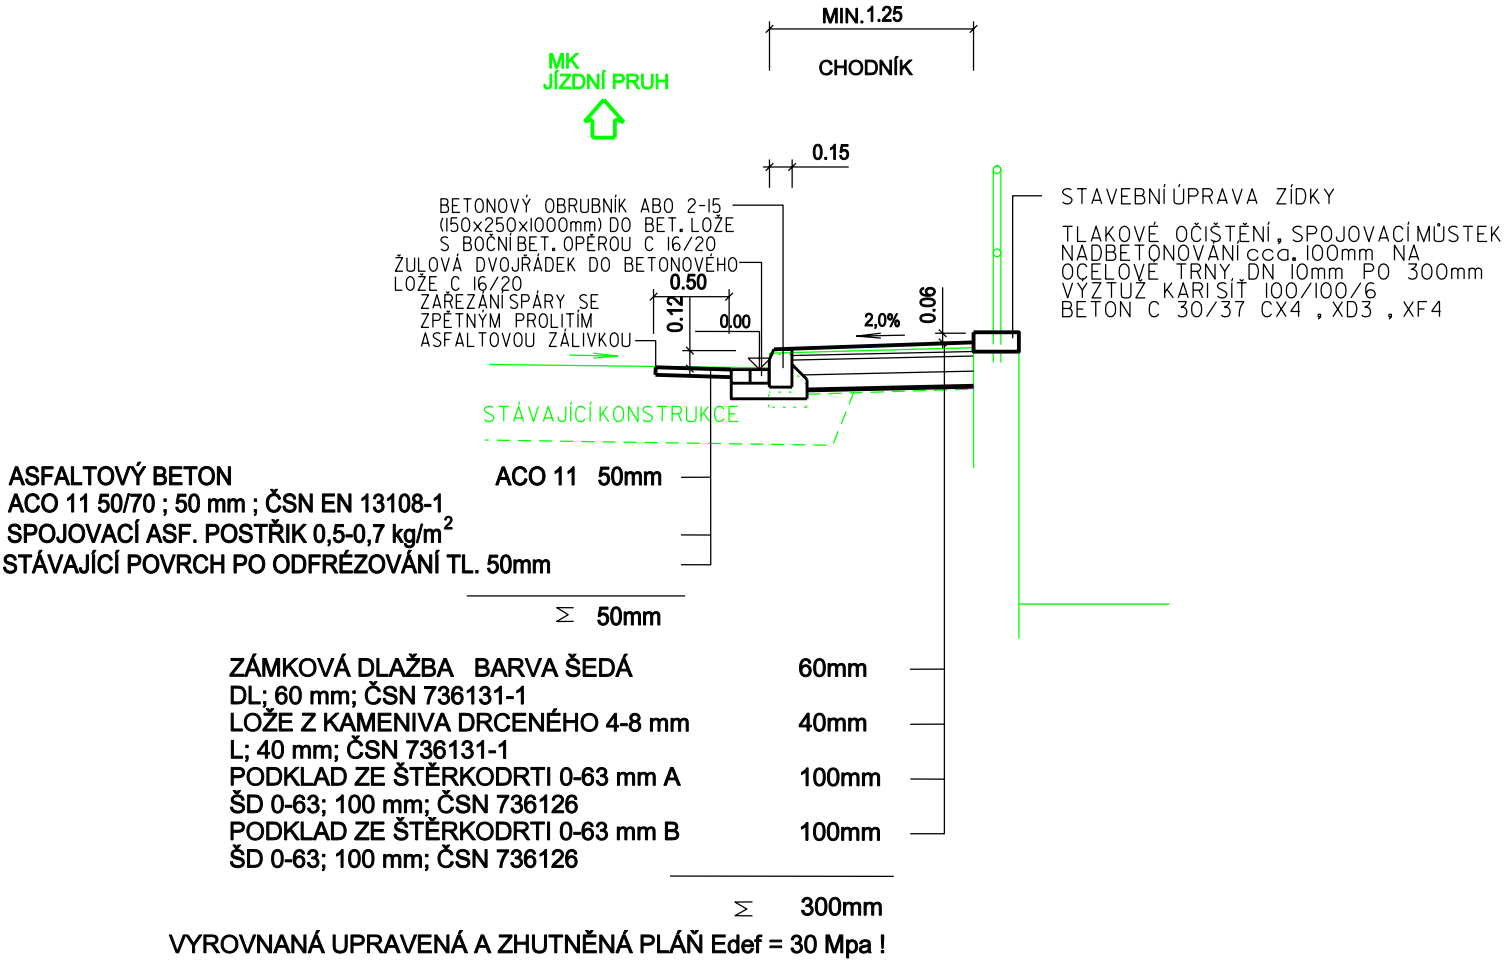 MIN.1.25
CHODNÍK
MK
JÍZDNÍ PRUH
0.15
BETONOVÝ OBRUBNÍK ABO 2-15
(150x250x1000mm) DO BET. LOŽE
S BOČNÍ BET. OPĚROU C 16/20
ŽULOVÁ DVOJŘÁDEK DO BETONOVÉHO
LOŽE C 16/20
ZAŘEZÁNÍ SPÁRY SE
ZPĚTNÝM PROLITÍM
ASFALTOVOU ZÁLIVKOU
0.50
0.12
0.00
2,0%
0.06
STAVEBNÍ ÚPRAVA ZÍDKY
TLAKOVÉ OČIŠTĚNÍ, SPOJOVACÍ MŮSTEK
NADBETONOVÁNÍ cca. 100mm NA
OCELOVÉ TRNY DN 10mm PO 300mm
VÝZTUŽ KARI SÍŤ 100/100/6
BETON C 30/37 CX4 , XD3 , XF4
STÁVAJÍCÍ KONSTRUKCE
ASFALTOVÝ BETON ACO 11 50mm
ACO 11 50/70 ; 50 mm ; ČSN EN 13108-1
SPOJOVACÍ ASF. POSTŘIK 0,5-0,7 kg/m²
STÁVAJÍCÍ POVRCH PO ODFRÉZOVÁNÍ TL. 50mm
Σ 50mm
ZÁMKOVÁ DLAŽBA BARVA ŠEDÁ 60mm
DL; 60 mm; ČSN 736131-1
LOŽE Z KAMENIVA DRCENÉHO 4-8 mm 40mm
L; 40 mm; ČSN 736131-1
PODKLAD ZE ŠTĚRKODRTI 0-63 mm A 100mm
ŠD 0-63; 100 mm; ČSN 736126
PODKLAD ZE ŠTĚRKODRTI 0-63 mm B 100mm
ŠD 0-63; 100 mm; ČSN 736126
Σ 300mm
VYROVNANÁ UPRAVENÁ A ZHUTNĚNÁ PLÁŇ Edef = 30 Mpa !